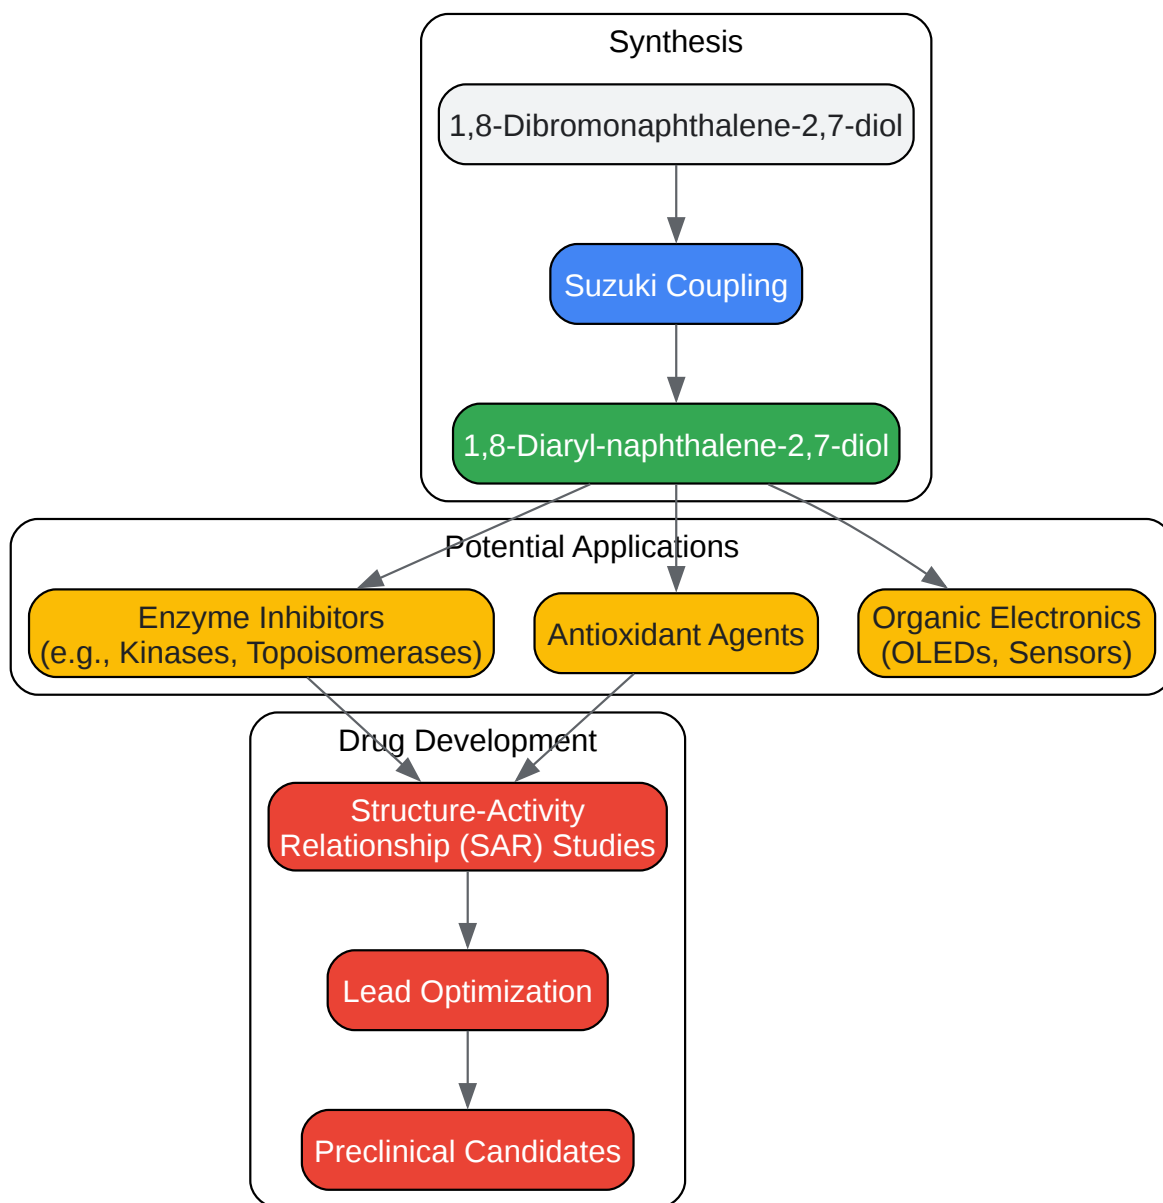 Synthesis
1,8-Dibromonaphthalene-2,7-diol
Suzuki Coupling
1,8-Diaryl-naphthalene-2,7-diol
Potential Applications
Enzyme Inhibitors
(e.g., Kinases, Topoisomerases)
Antioxidant Agents
Organic Electronics
(OLEDs, Sensors)
Drug Development
Structure-Activity
Relationship (SAR) Studies
Lead Optimization
Preclinical Candidates